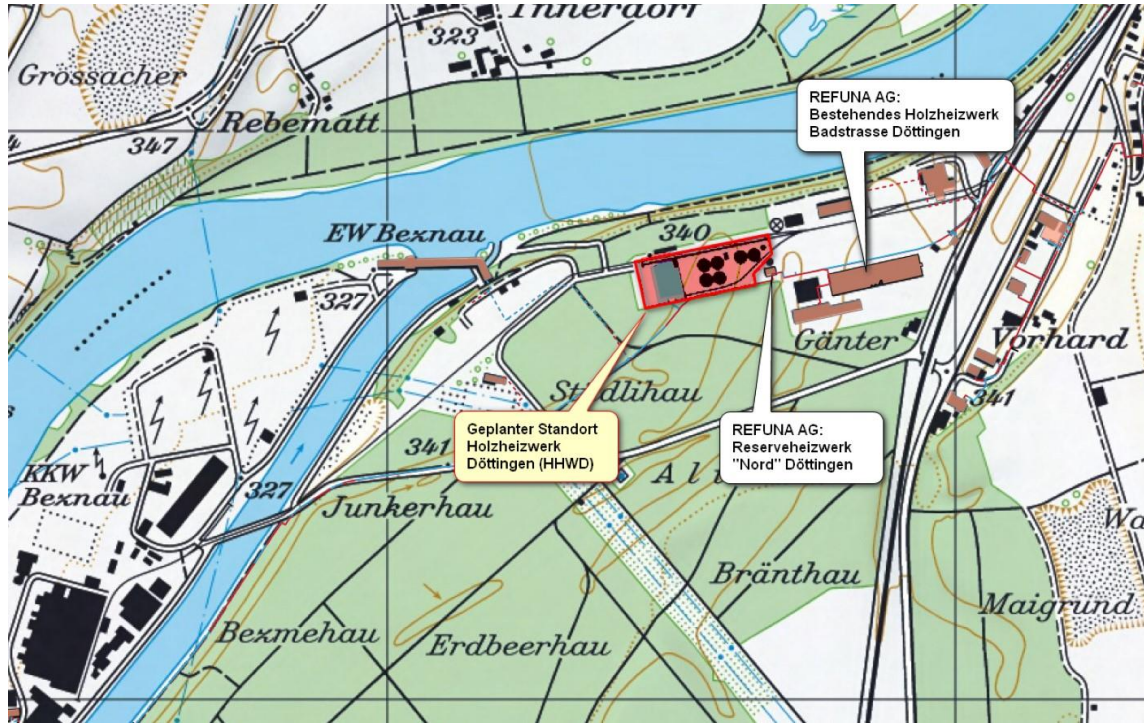 Innerdorf
323
Grossacher
REFUNA AG:
Bestehendes Holzheizwerk
Badstrasse Döttingen
Rebematt
347
EW Beznau
340
327
Gänter
Vorhard
341
Geplanter Standort
Holzheizwerk
Döttingen (HHWD)
REFUNA AG:
Reserveheizwerk
"Nord" Döttingen
341
KKW
Beznau
327
Junkerhau
Bränthau
Maigrund
Bezmehau
Erdbeerhau